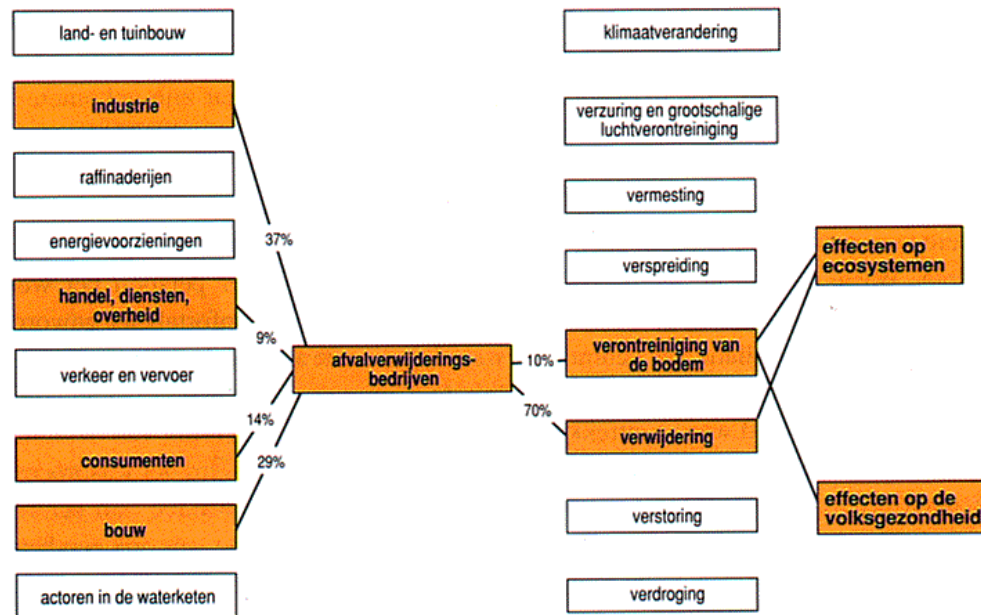 land- en tuinbouw
industrie
raffinaderijen
energievoorzieningen
handel, diensten,
overheid
verkeer en vervoer
consumenten
bouw
actoren in de waterketen
37%
9%
14%
29%
afvalverwijderings-
bedrijven
10%
70%
klimaatverandering
verzuring en grootschalige
luchtverontreiniging
vermesting
verspreiding
verontreiniging van
de bodem
verwijdering
verstoring
verdroging
effecten op
ecosystemen
effecten op de
volksgezondheid